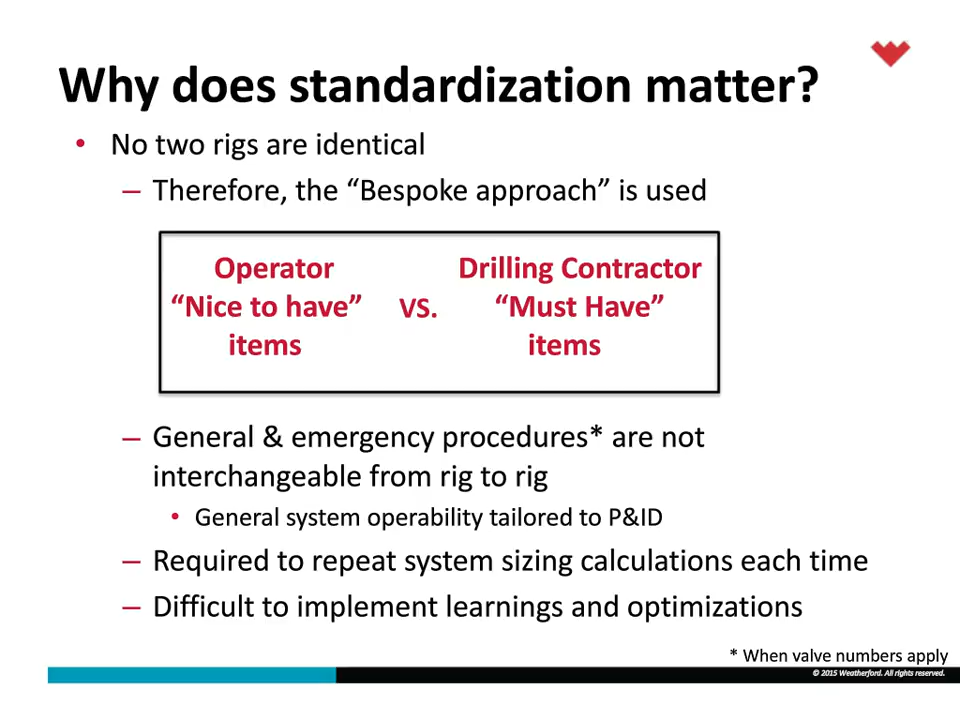 Why does standardization matter?
• No two rigs are identical
– Therefore, the “Bespoke approach” is used
Operator
“Nice to have”
items
VS.
Drilling Contractor
“Must Have”
items
– General & emergency procedures* are not
interchangeable from rig to rig
• General system operability tailored to P&ID
– Required to repeat system sizing calculations each time
– Difficult to implement learnings and optimizations
* When valve numbers apply
© 2015 Weatherford. All rights reserved.